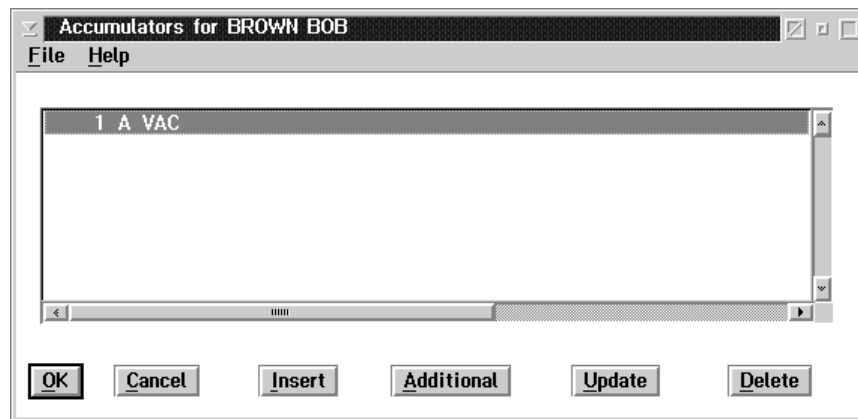 Accumulators for BROWN BOB
File Help
1 A VAC
OK Cancel Insert Additional Update Delete